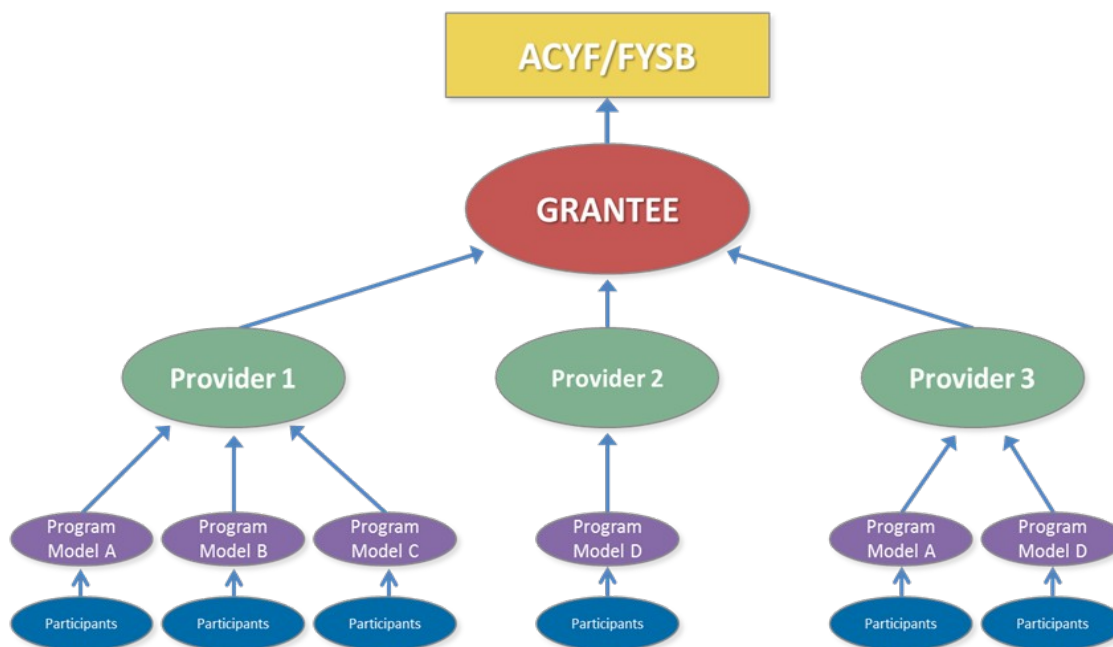 ACYF/FYSB
GRANTEE
Provider 1
Provider 2
Provider 3
Program
Model A
Program
Model B
Program
Model C
Program
Model D
Program
Model A
Program
Model D
Participants
Participants
Participants
Participants
Participants
Participants